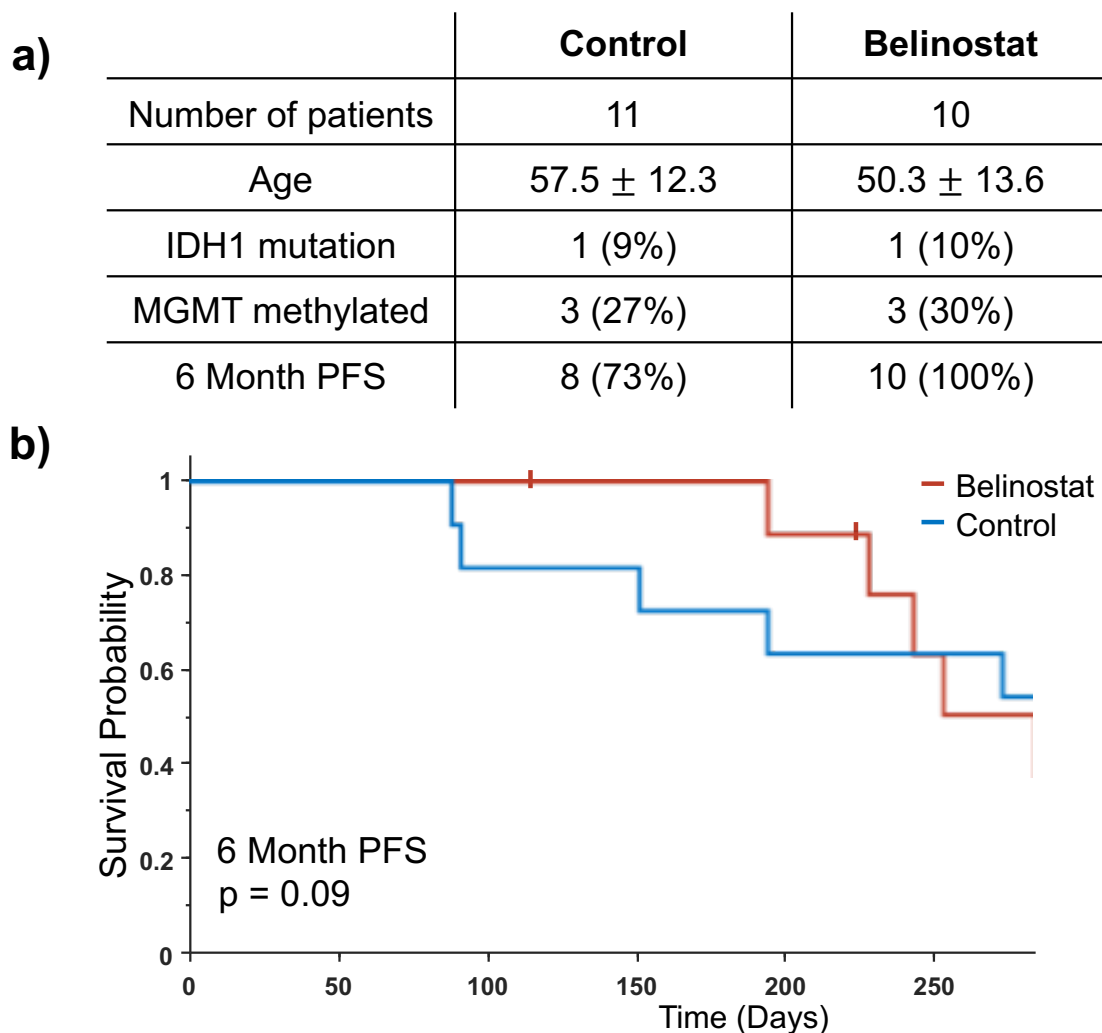 a)
Control Belinostat
Number of patients 11 10
Age 57.5 ± 12.3 50.3 ± 13.6
IDH1 mutation 1 (9%) 1 (10%)
MGMT methylated 3 (27%) 3 (30%)
6 Month PFS 8 (73%) 10 (100%)
b)
Survival Probability
1
0.8
0.6
0.4
0.2
0
Belinostat
Control
6 Month PFS
p = 0.09
0 50 100 150 200 250
Time (Days)